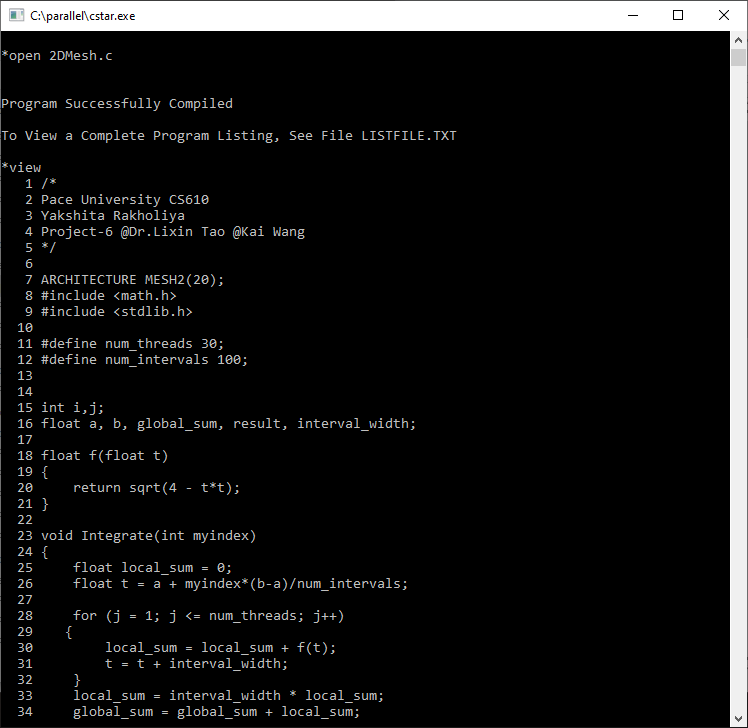 C:\parallel\cstar.exe
*open 2DMesh.c
Program Successfully Compiled
To View a Complete Program Listing, See File LISTFILE.TXT
*view
1 /*
2 Pace University CS610
3 Yakshita Rakholiya
4 Project-6 @Dr.Lixin Tao @Kai Wang
5 */
6
7 ARCHITECTURE MESH2(20);
8 #include <math.h>
9 #include <stdlib.h>
10
11 #define num_threads 30;
12 #define num_intervals 100;
13
14
15 int i,j;
16 float a, b, global_sum, result, interval_width;
17
18 float f(float t)
19 {
20     return sqrt(4 - t*t);
21 }
22
23 void Integrate(int myindex)
24 {
25     float local_sum = 0;
26     float t = a + myindex*(b-a)/num_intervals;
27
28     for (j = 1; j <= num_threads; j++)
29    {
30         local_sum = local_sum + f(t);
31         t = t + interval_width;
32     }
33     local_sum = interval_width * local_sum;
34     global_sum = global_sum + local_sum;